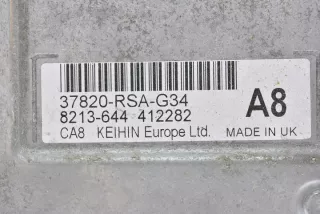 37820-RSA-G34
8213-644 412282
A8
CA8 KEIHIN Europe Ltd. MADE IN UK